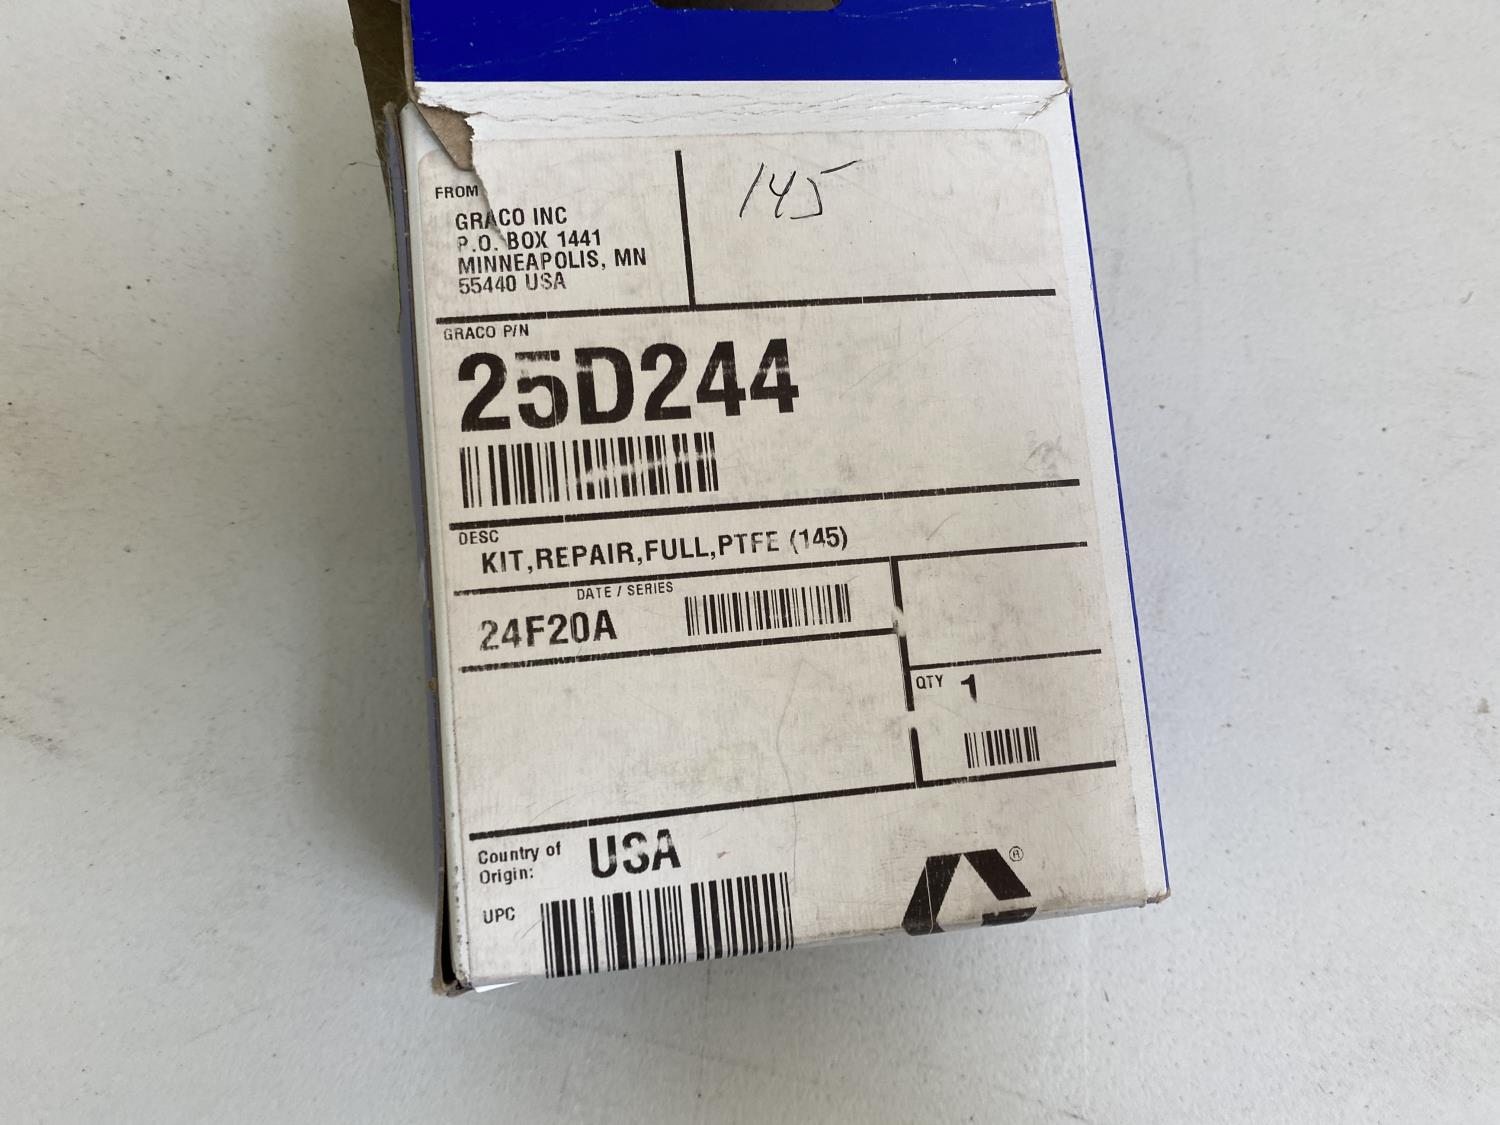 FROM
GRACO INC
P.O. BOX 1441
MINNEAPOLIS, MN
55440 USA
145
GRACO P/N
25D244
DESC
KIT,REPAIR,FULL,PTFE (145)
DATE / SERIES
24F20A
QTY 1
Country of
Origin:
USA
UPC
®